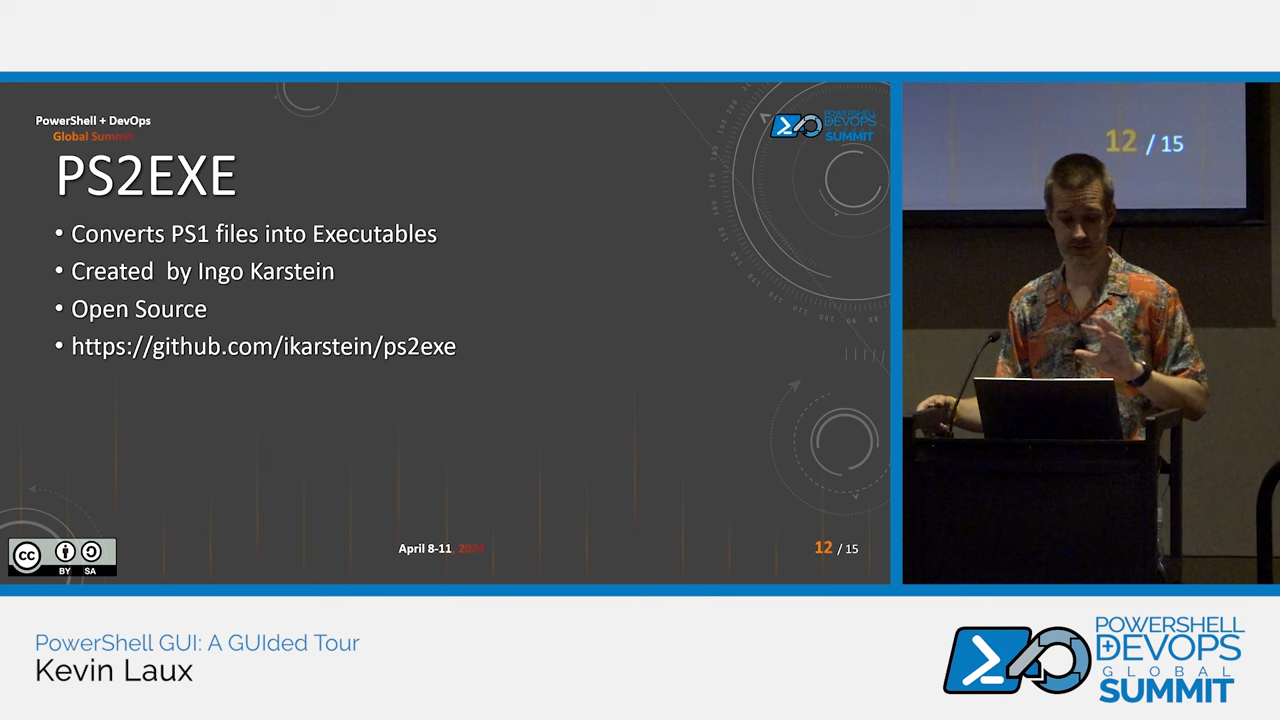 PowerShell + DevOps
Global Summit
POWERSHELL
DEVOPS
SUMMIT
PS2EXE
• Converts PS1 files into Executables
• Created  by Ingo Karstein
• Open Source
• https://github.com/ikarstein/ps2exe
April 8-11, 2024
12 / 15
CC
BY SA
12 / 15
PowerShell GUI: A GUIded Tour
Kevin Laux
POWERSHELL
DEVOPS
GLOBAL
SUMMIT